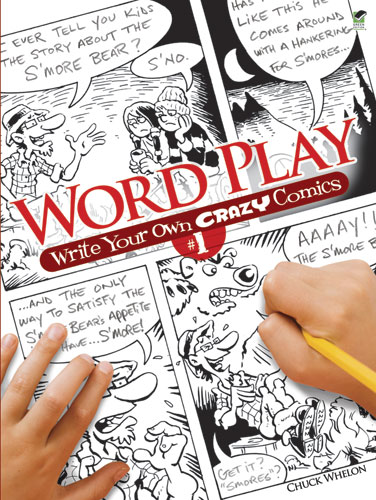 I EVER TELL YOU KIDS
THE STORY ABOUT THE
S'MORE BEAR?
S'NO.
HAS
LIKE THIS HE
COMES AROUND
WITH A HANKERING
FOR S'MORES...
WORD PLAY
Write Your Own CRAZY Comics
#1
...AND THE ONLY
WAY TO SATISFY THE
S'MORE BEAR'S APPETITE
HAVE...S'MORE!
AAAAY!!
THE S'MORE B
GET IT?
"S'MORES"?
CHUCK WHELON